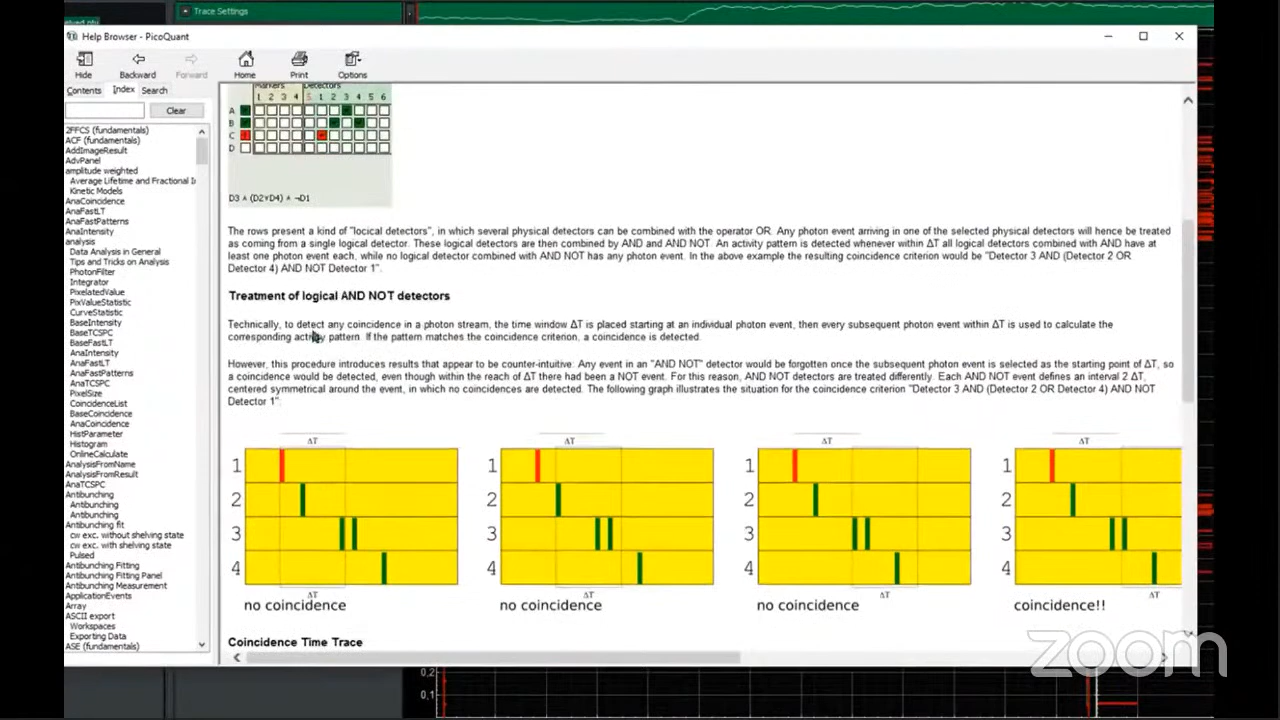 Trace Settings
Help Browser - PicoQuant
Hide
Backward
Forward
Home
Print
Options
Contents
Index
Search
Clear
2FFCS (fundamentals)
ACF (fundamentals)
AddImageResult
AdvPanel
amplitude weighted
Average Lifetime and Fractional I
Kinetic Models
AnaCoincidence
AnaFastLT
AnaFastPatterns
AnaIntensity
analysis
Data Analysis in General
Tips and Tricks on Analysis
PhotonFilter
Integrator
PixelatedValue
PixValueStatistic
CurveStatistic
BaseIntensity
BaseTCSPC
BaseFastLT
AnaIntensity
AnaFastLT
AnaFastPatterns
AnaTCSPC
PixelSize
CoincidenceList
BaseCoincidence
AnaCoincidence
HistParameter
Histogram
OnlineCalculate
AnalysisFromName
AnalysisFromResult
AnaTCSPC
Antibunching
Antibunching
Antibunching
Antibunching fit
cw exc. without shelving state
cw exc. with shelving state
Pulsed
Antibunching Fitting
Antibunching Fitting Panel
Antibunching Measurement
ApplicationEvents
Array
ASCII export
Workspaces
Exporting Data
ASE (fundamentals)
Markers Detectors
1 2 3 4 S 1 2 3 4 5 6
A
B
C
D
D3 ∧ (D2∨D4) ∧ ¬D1
The rows present a kind of "locical detectors", in which several physical detectors can be combined with the operator OR. Any photon event arriving in one of the selected physical detectors will hence be treated
as coming from a single logical detector. These logical detectors are then combined by AND and AND NOT. An activity pattern is detected whenever within ΔT all logical detectors combined with AND have at
least one photon event each, while no logical detector combined with AND NOT has any photon event. In the above example the resulting coincidence criterion would be "Detector 3 AND (Detector 2 OR
Detector 4) AND NOT Detector 1".
Treatment of logical AND NOT detectors
Technically, to detect any coincidence in a photon stream, the time window ΔT is placed starting at an individual photon event, then every subsequent photon event within ΔT is used to calculate the
corresponding activity pattern. If the pattern matches the coincidence criterion, a coincidence is detected.
However, this procedure introduces results that appear to be counter-intuitive: Any event in an "AND NOT" detector would be forgotten once the subsequent photon event is selected as the starting point of ΔT, so
a coincidence would be detected, even though within the reach of ΔT there had been a NOT event. For this reason, AND NOT detectors are treated differently. Each AND NOT event defines an interval 2 ΔT,
centered symmetrical around the event, in which no coincidences are detected. The following graph illustrates the situation for the coincidence criterion "Detector 3 AND (Detector 2 OR Detector 4) AND NOT
Detector 1":
ΔT ΔT ΔT ΔT
1 1 1 1
2 2 2 2
3 3 3 3
4 4 4 4
ΔT ΔT ΔT ΔT
no coincidence no coincidence no coincidence coincidence!!
Coincidence Time Trace
zoom
0,2
0,1